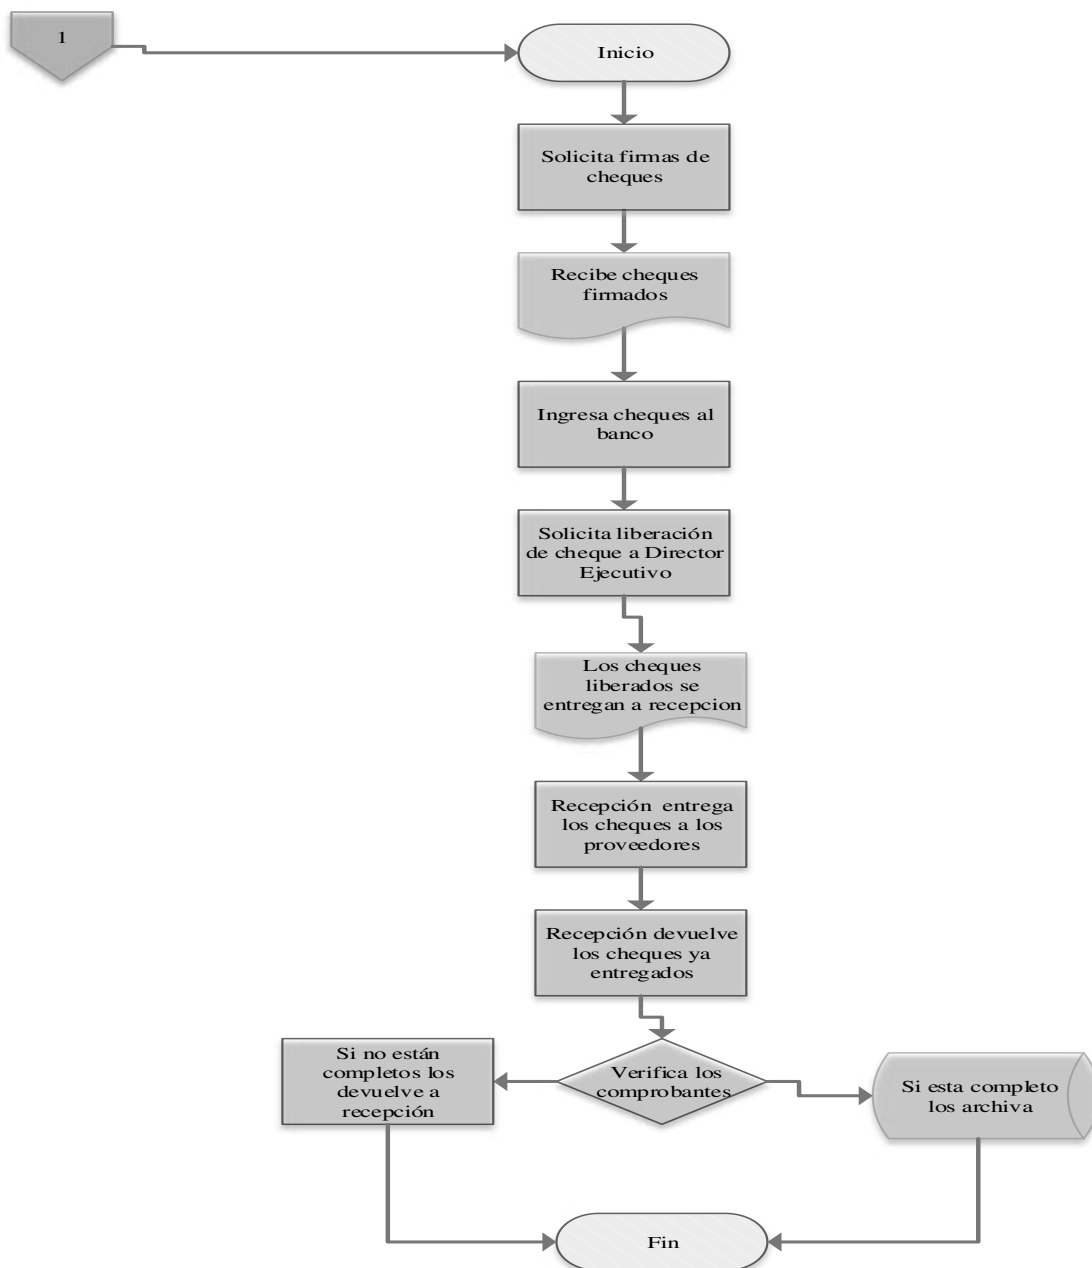 1
Inicio
Solicita firmas de
cheques
Recibe cheques
firmados
Ingresa cheques al
banco
Solicita liberación
de cheque a Director
Ejecutivo
Los cheques
liberados se
entregan a recepcion
Recepción entrega
los cheques a los
proveedores
Recepción devuelve
los cheques ya
entregados
Si no están
completos los
devuelve a
recepción
Verifica los
comprobantes
Si esta completo
los archiva
Fin